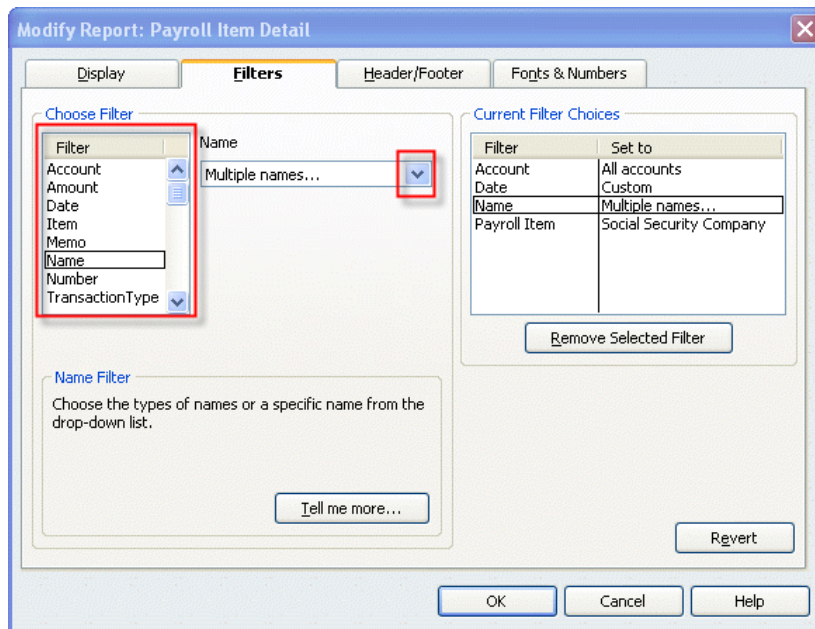 Modify Report: Payroll Item Detail
Display
Filters
Header/Footer
Fonts & Numbers
Choose Filter
Filter
Account
Amount
Date
Item
Memo
Name
Number
TransactionType
Name
Multiple names...
Name Filter
Choose the types of names or a specific name from the
drop-down list.
Tell me more...
Current Filter Choices
Filter Set to
Account All accounts
Date Custom
Name Multiple names...
Payroll Item Social Security Company
Remove Selected Filter
Revert
OK
Cancel
Help